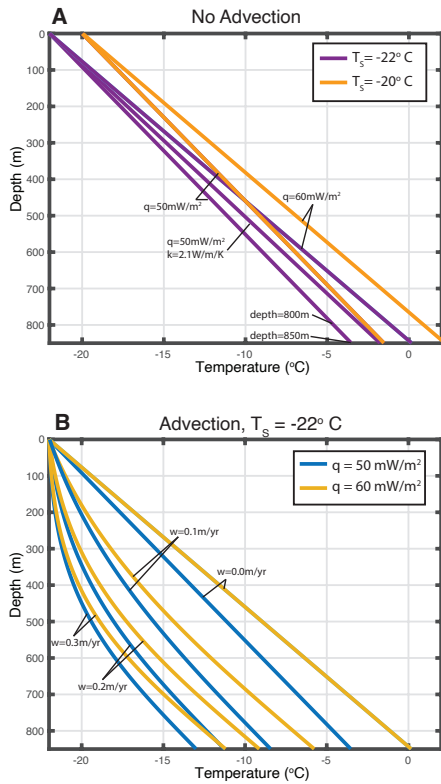 A
No Advection
T_S= -22° C
T_S= -20° C
q=50mW/m²
q=60mW/m²
q=50mW/m²
k=2.1W/m/K
depth=800m
depth=850m
0
100
200
300
400
500
600
700
800
Depth (m)
-20
-15
-10
-5
0
Temperature (°C)
B
Advection, T_S = -22° C
q = 50 mW/m²
q = 60 mW/m²
w=0.1m/yr
w=0.0m/yr
w=0.3m/yr
w=0.2m/yr
0
100
200
300
400
500
600
700
800
Depth (m)
-20
-15
-10
-5
0
Temperature (°C)